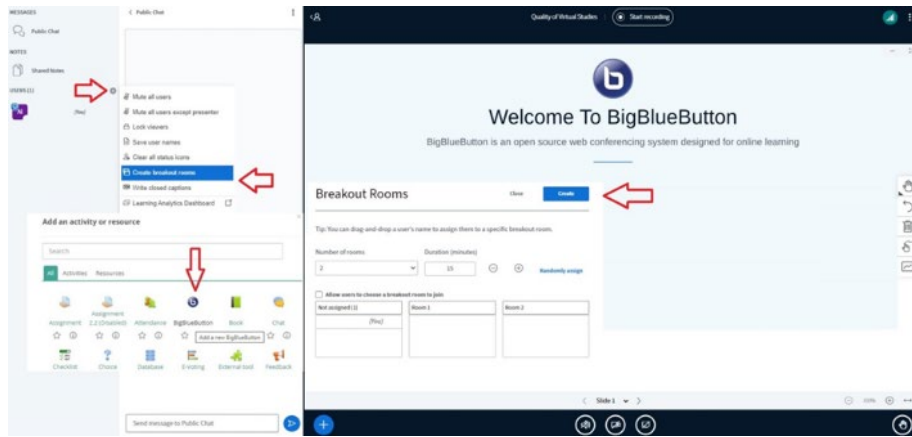 MESSAGES
Public Chat
NOTES
Shared Notes
USERS (1)
(You)
Public Chat
Mute all users
Mute all users except presenter
Lock viewers
Save user names
Clear all status icons
Create breakout rooms
Write closed captions
Learning Analytics Dashboard
Add an activity or resource
Search
All Activities Resources
Assignment
Assignment 2.2 (Disabled)
Attendance
BigBlueButton
Book
Chat
Add a new BigBlueButton
Checklist
Choice
Database
E-Voting
External tool
Feedback
Send message to Public Chat
Quality of Virtual Studies
Start recording
Welcome To BigBlueButton
BigBlueButton is an open source web conferencing system designed for online learning
Breakout Rooms
Close
Create
Tip: You can drag-and-drop a user's name to assign them to a specific breakout room.
Number of rooms
Duration (minutes)
2
15
Randomly assign
Allow users to choose a breakout room to join
Not assigned (1)
Room 1
Room 2
(You)
Slide 1